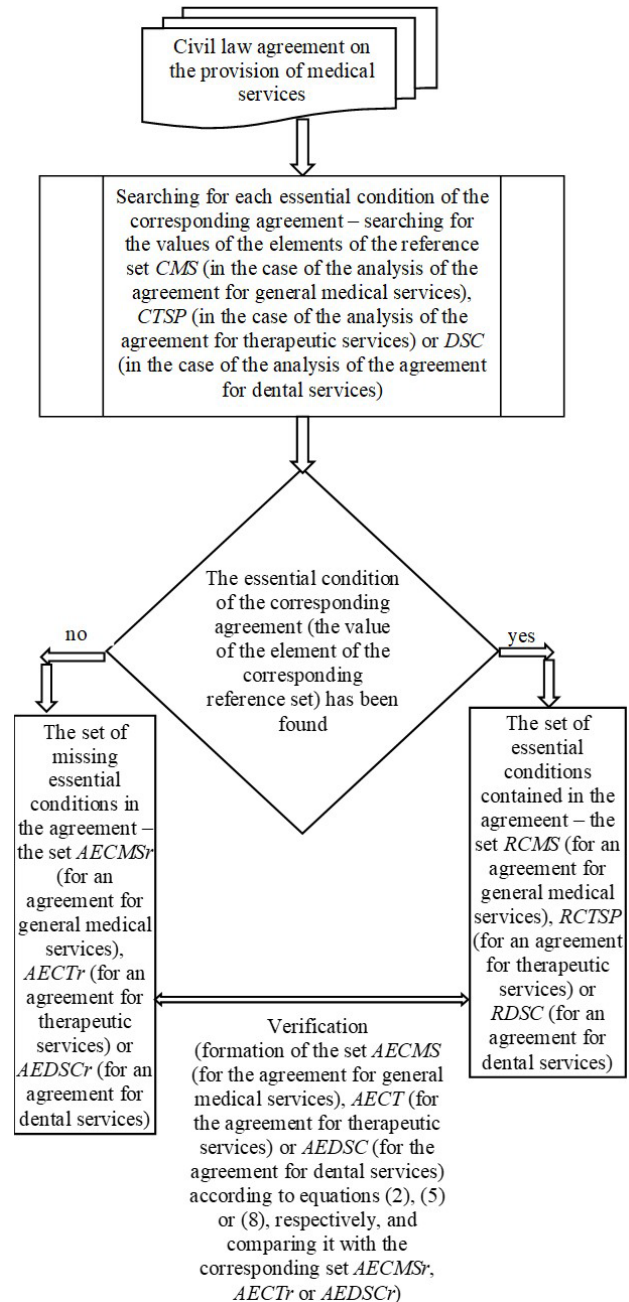 Civil law agreement on
the provision of medical
services
Searching for each essential condition of the
corresponding agreement – searching for
the values of the elements of the reference
set CMS (in the case of the analysis of the
agreement for general medical services),
CTSP (in the case of the analysis of the
agreement for therapeutic services) or DSC
(in the case of the analysis of the agreement
for dental services)
The essential condition
of the corresponding
agreement (the value
of the element of the
corresponding
reference set) has been
found
no
yes
The set of
missing
essential
conditions in
the agreement –
the set AECMSr
(for an
agreement for
general medical
services),
AECTr (for an
agreement for
therapeutic
services) or
AEDSCr (for an
agreement for
dental services)
The set of
essential
conditions
contained in the
agremeent – the
set RCMS (for an
agreement for
general medical
services), RCTSP
(for an agreement
for therapeutic
services) or
RDSC (for an
agreement for
dental services)
Verification
(formation of the set AECMS
(for the agreement for general
medical services), AECT (for
the agreement for therapeutic
services) or AEDSC (for the
agreement for dental services)
according to equations (2), (5)
or (8), respectively, and
comparing it with the
corresponding set AECMSr,
AECTr or AEDSCr)